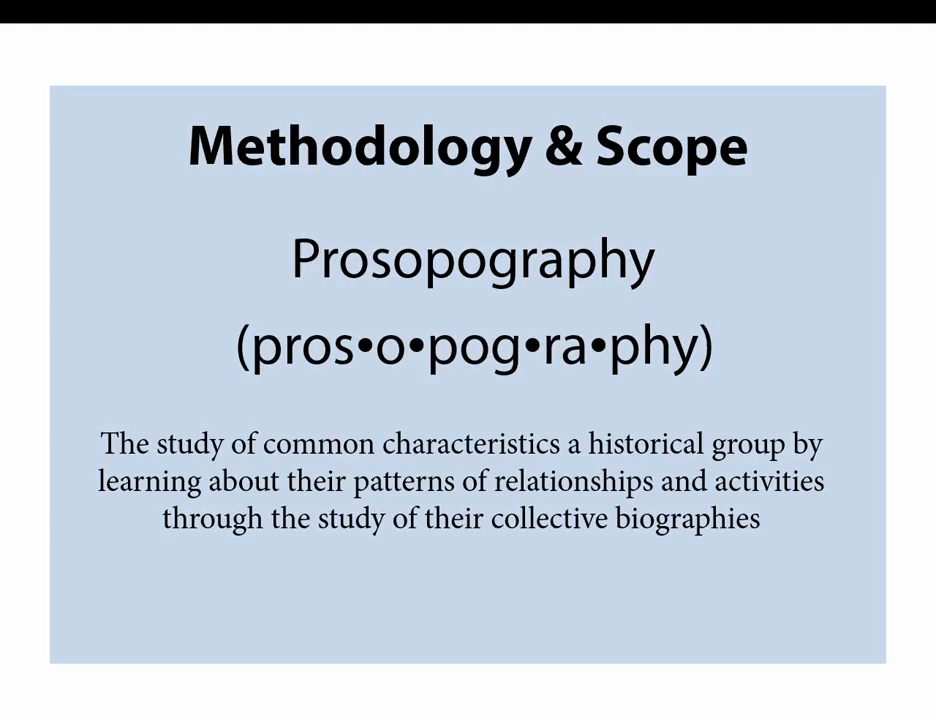 Methodology & Scope
Prosopography
(pros•o•pog•ra•phy)
The study of common characteristics a historical group by
learning about their patterns of relationships and activities
through the study of their collective biographies